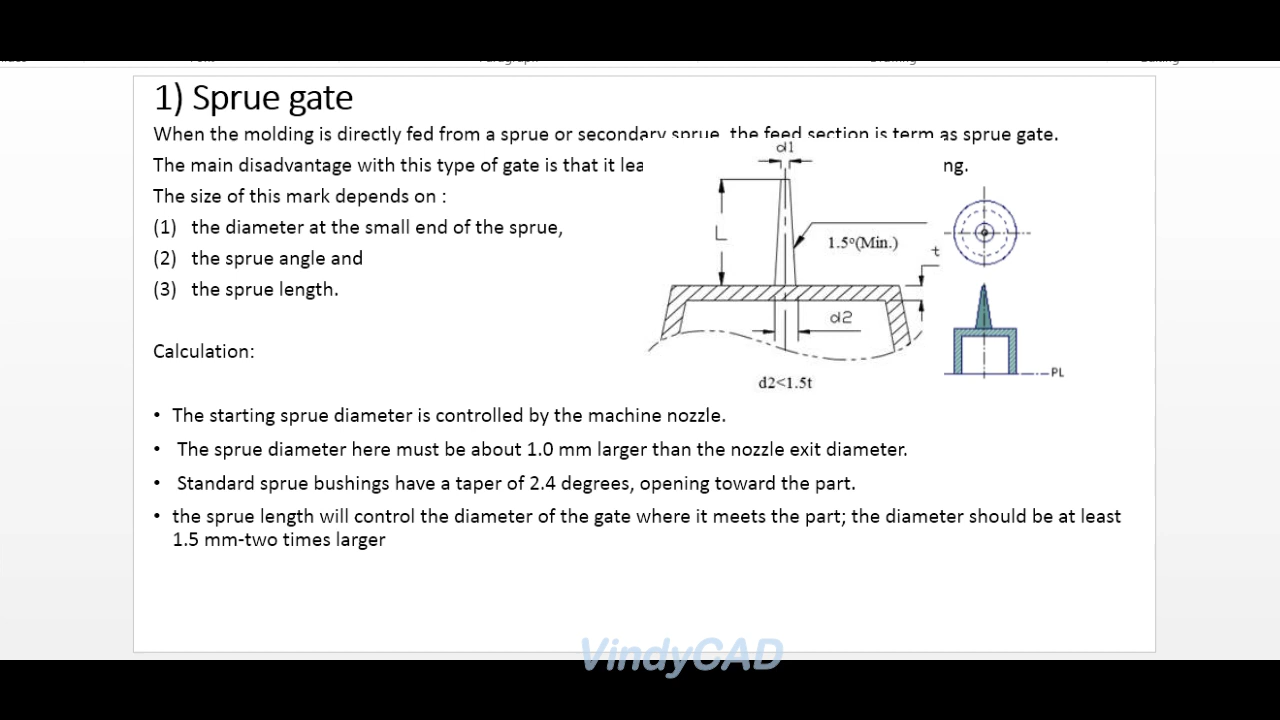 1) Sprue gate
When the molding is directly fed from a sprue or secondary sprue, the feed section is term as sprue gate.
The main disadvantage with this type of gate is that it lea
ng.
The size of this mark depends on :
(1) the diameter at the small end of the sprue,
(2) the sprue angle and
(3) the sprue length.
d1
L
1.5°(Min.)
t
d2
d2<1.5t
PL
Calculation:
• The starting sprue diameter is controlled by the machine nozzle.
• The sprue diameter here must be about 1.0 mm larger than the nozzle exit diameter.
• Standard sprue bushings have a taper of 2.4 degrees, opening toward the part.
• the sprue length will control the diameter of the gate where it meets the part; the diameter should be at least
1.5 mm-two times larger
VindyCAD